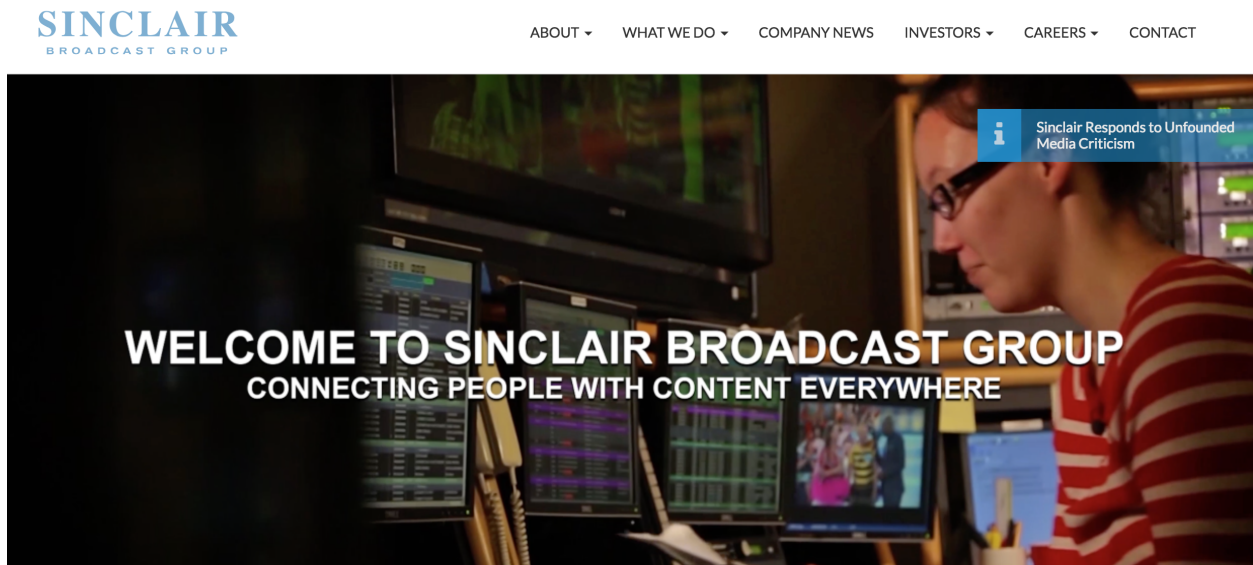 SINCLAIR
BROADCAST GROUP
ABOUT
WHAT WE DO
COMPANY NEWS
INVESTORS
CAREERS
CONTACT
Sinclair Responds to Unfounded
Media Criticism
WELCOME TO SINCLAIR BROADCAST GROUP
CONNECTING PEOPLE WITH CONTENT EVERYWHERE